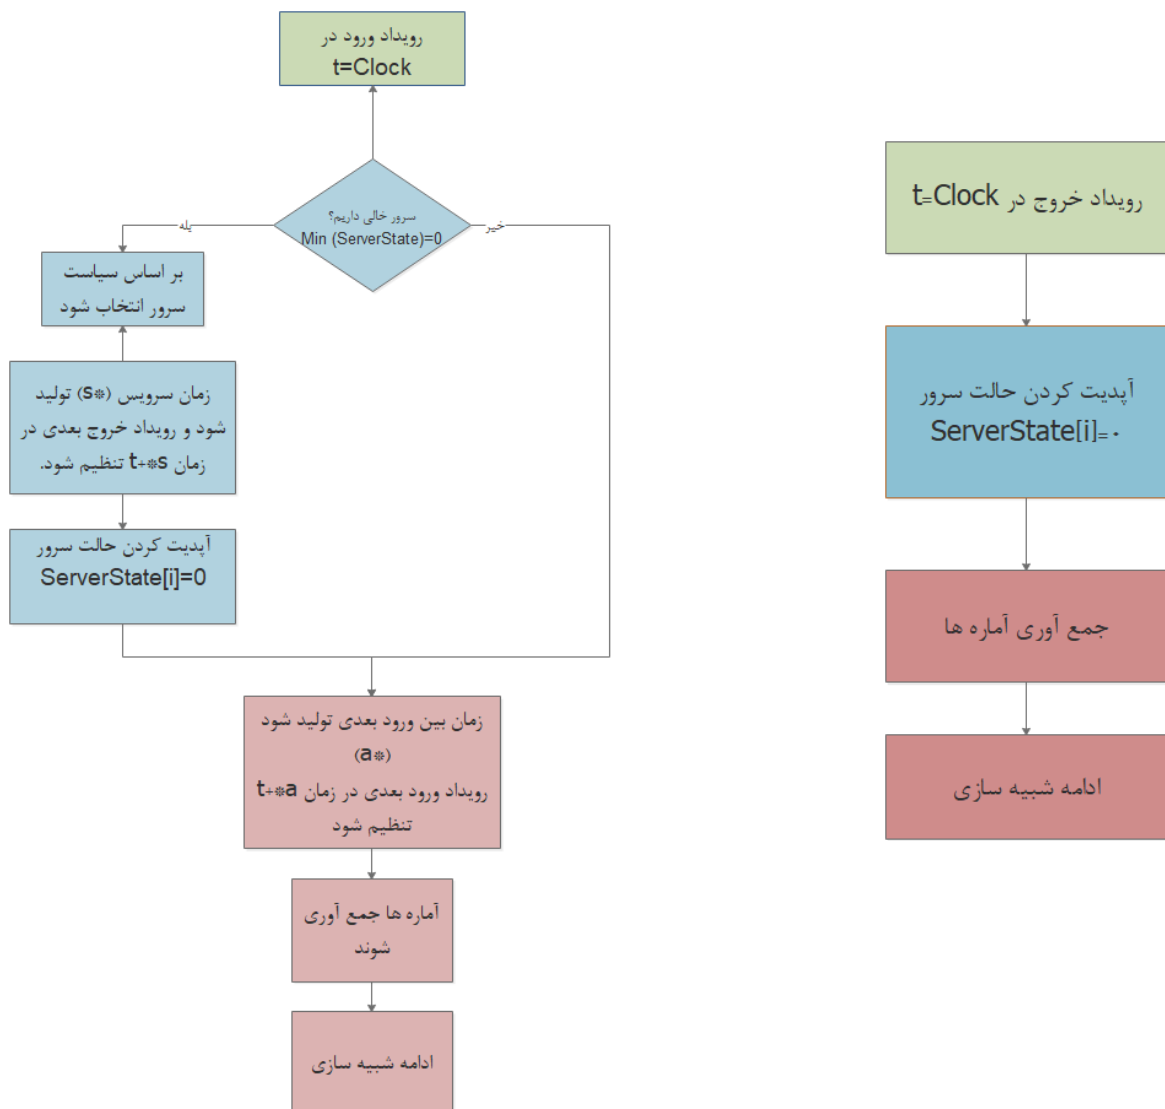 رویداد ورود در
t=Clock
سرور خالی داریم؟
Min (ServerState)=0
بله
خیر
بر اساس سیاست
سرور انتخاب شود
زمان سرویس (s*) تولید
شود و رویداد خروج بعدی در
زمان t+*s تنظیم شود.
آپدیت کردن حالت سرور
ServerState[i]=0
زمان بین ورود بعدی تولید شود
(a*)
رویداد ورود بعدی در زمان t+*a
تنظیم شود
آماره ها جمع آوری
شوند
ادامه شبیه سازی
رویداد خروج در t=Clock
آپدیت کردن حالت سرور
ServerState[i]=۰
جمع آوری آماره ها
ادامه شبیه سازی